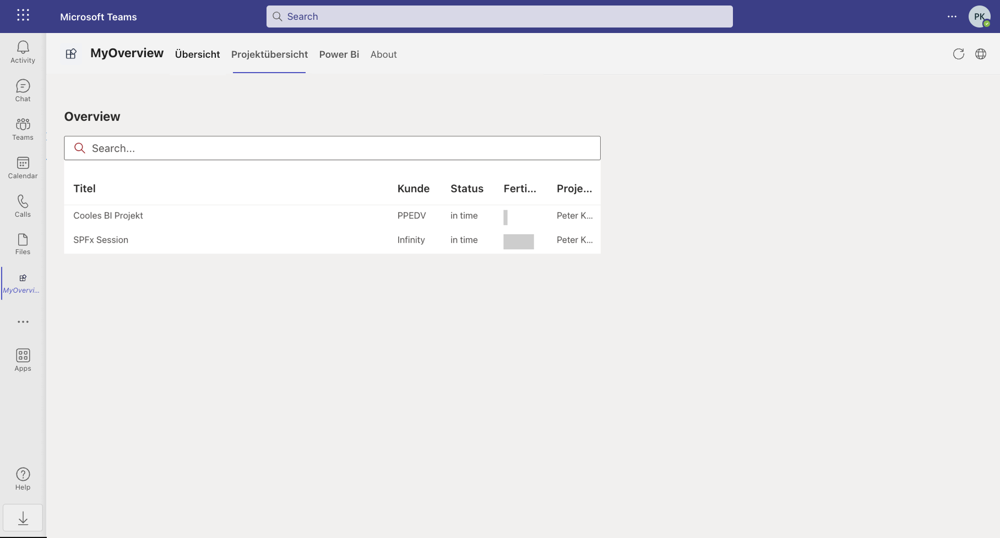 Microsoft Teams
Search
PK
Activity
Chat
Teams
Calendar
Calls
Files
MyOvervi...
Apps
Help
MyOverview Übersicht Projektübersicht Power Bi About
Overview
Search...
Titel Kunde Status Ferti... Proje...
Cooles BI Projekt PPEDV in time Peter K...
SPFx Session Infinity in time Peter K...